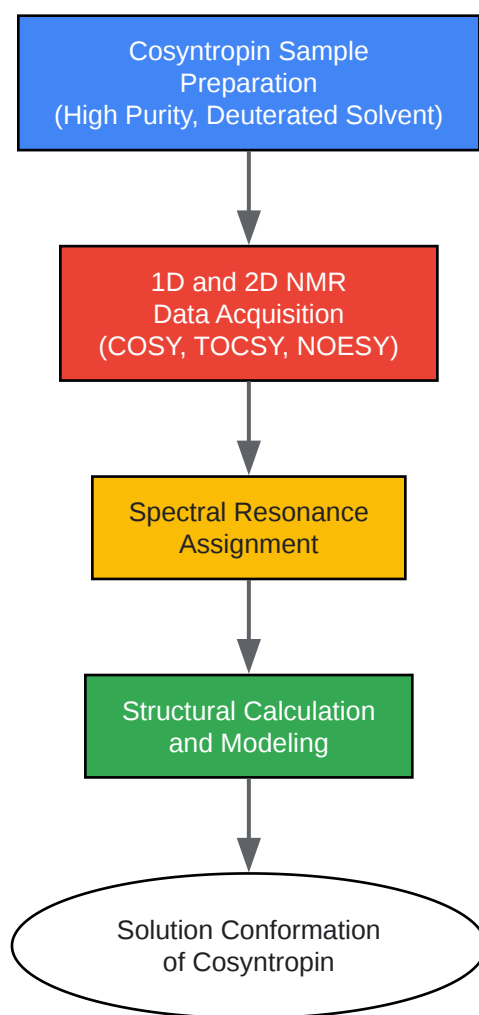 Cosyntropin Sample
Preparation
(High Purity, Deuterated Solvent)
1D and 2D NMR
Data Acquisition
(COSY, TOCSY, NOESY)
Spectral Resonance
Assignment
Structural Calculation
and Modeling
Solution Conformation
of Cosyntropin